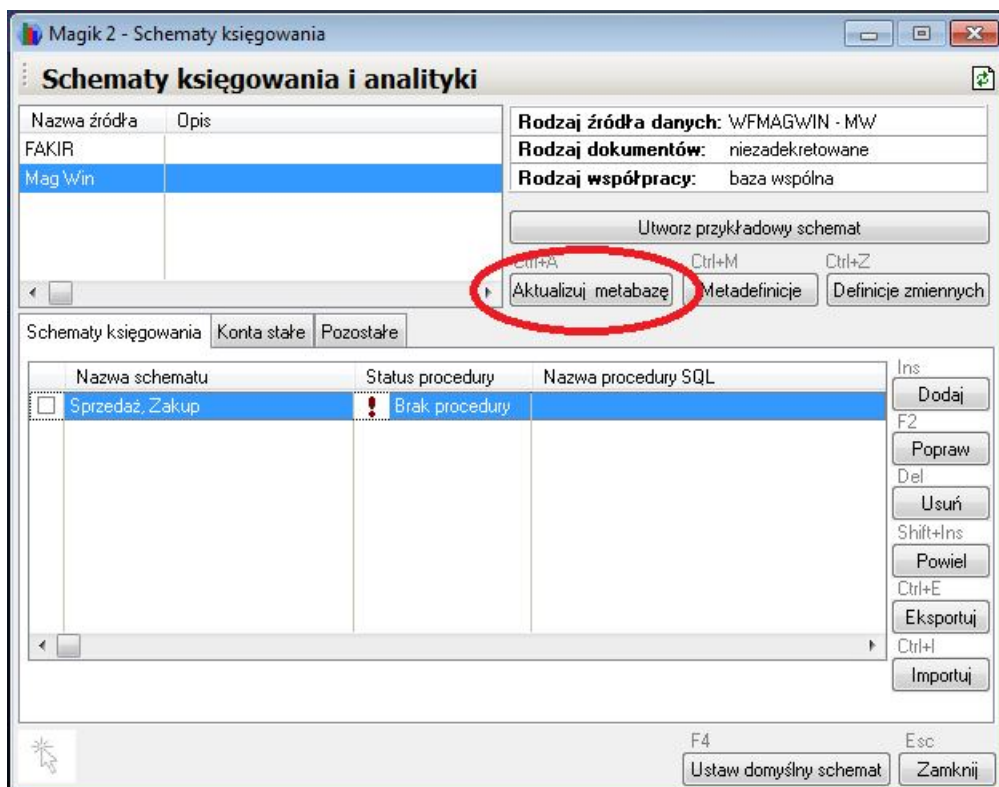 Magik 2 - Schematy księgowania
Schematy księgowania i analityki
Nazwa źródła Opis
FAKIR
Mag Win
Rodzaj źródła danych: WFMAGWIN - MW
Rodzaj dokumentów: niezadekretowane
Rodzaj współpracy: baza wspólna
Utworz przykładowy schemat
Ctrl+A Ctrl+M Ctrl+Z
Aktualizuj metabazę Metadefinicje Definicje zmiennych
Schematy księgowania Konta stałe Pozostałe
Nazwa schematu Status procedury Nazwa procedury SQL
Sprzedaż, Zakup Brak procedury
Ins
Dodaj
F2
Popraw
Del
Usuń
Shift+Ins
Powiel
Ctrl+E
Eksportuj
Ctrl+I
Importuj
F4 Esc
Ustaw domyślny schemat Zamknij